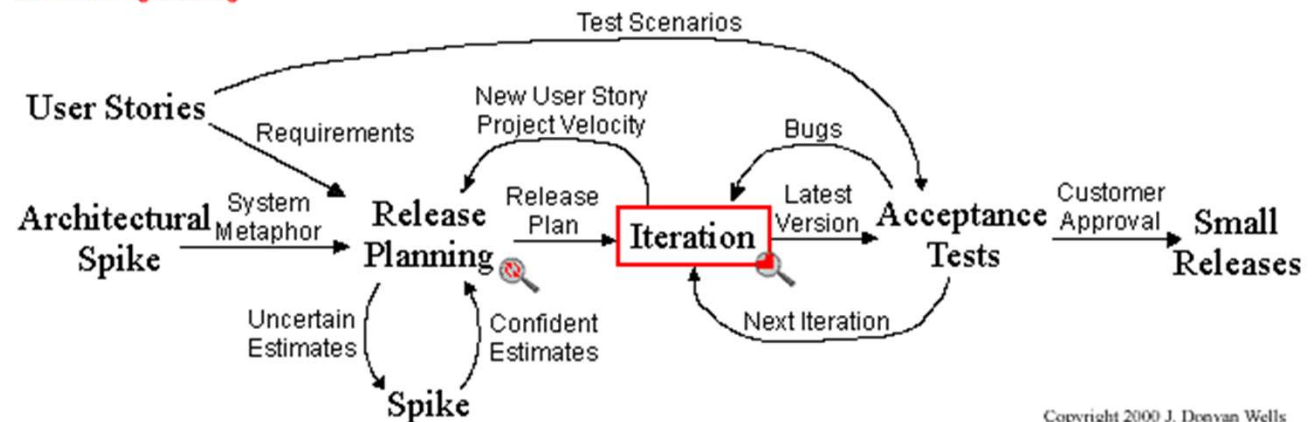 Test Scenarios
User Stories
New User Story
Project Velocity
Bugs
Requirements
Architectural
Spike
System
Metaphor
Release
Planning
Release
Plan
Iteration
Latest
Version
Acceptance
Tests
Customer
Approval
Small
Releases
Uncertain
Estimates
Confident
Estimates
Next Iteration
Spike
Copyright 2000 J. Donvan Wells